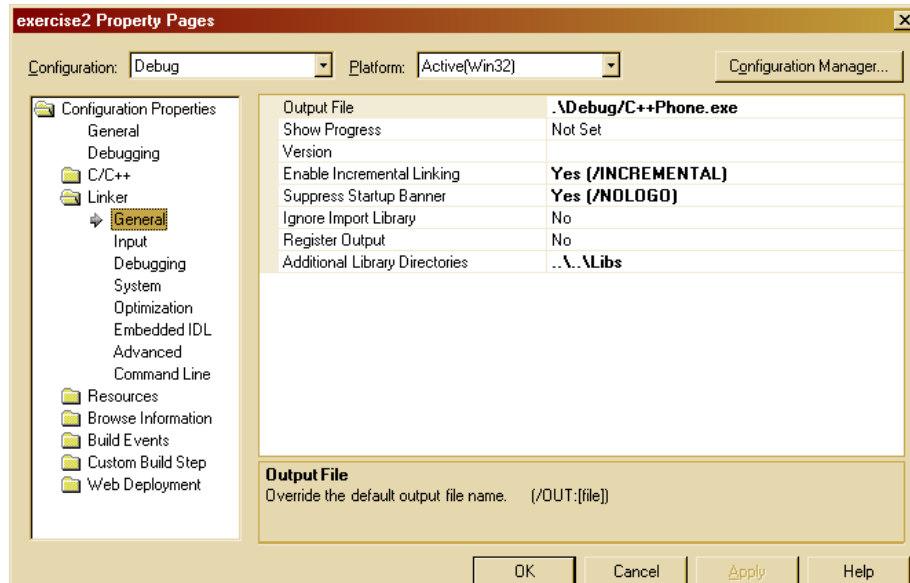 exercise2 Property Pages
Configuration: Debug Platform: Active(Win32) Configuration Manager...
Configuration Properties
General
Debugging
C/C++
Linker
General
Input
Debugging
System
Optimization
Embedded IDL
Advanced
Command Line
Resources
Browse Information
Build Events
Custom Build Step
Web Deployment
Output File .\Debug/C++Phone.exe
Show Progress Not Set
Version
Enable Incremental Linking Yes (/INCREMENTAL)
Suppress Startup Banner Yes (/NOLOGO)
Ignore Import Library No
Register Output No
Additional Library Directories ..\..\Libs
Output File
Override the default output file name. (/OUT:[file])
OK Cancel Apply Help